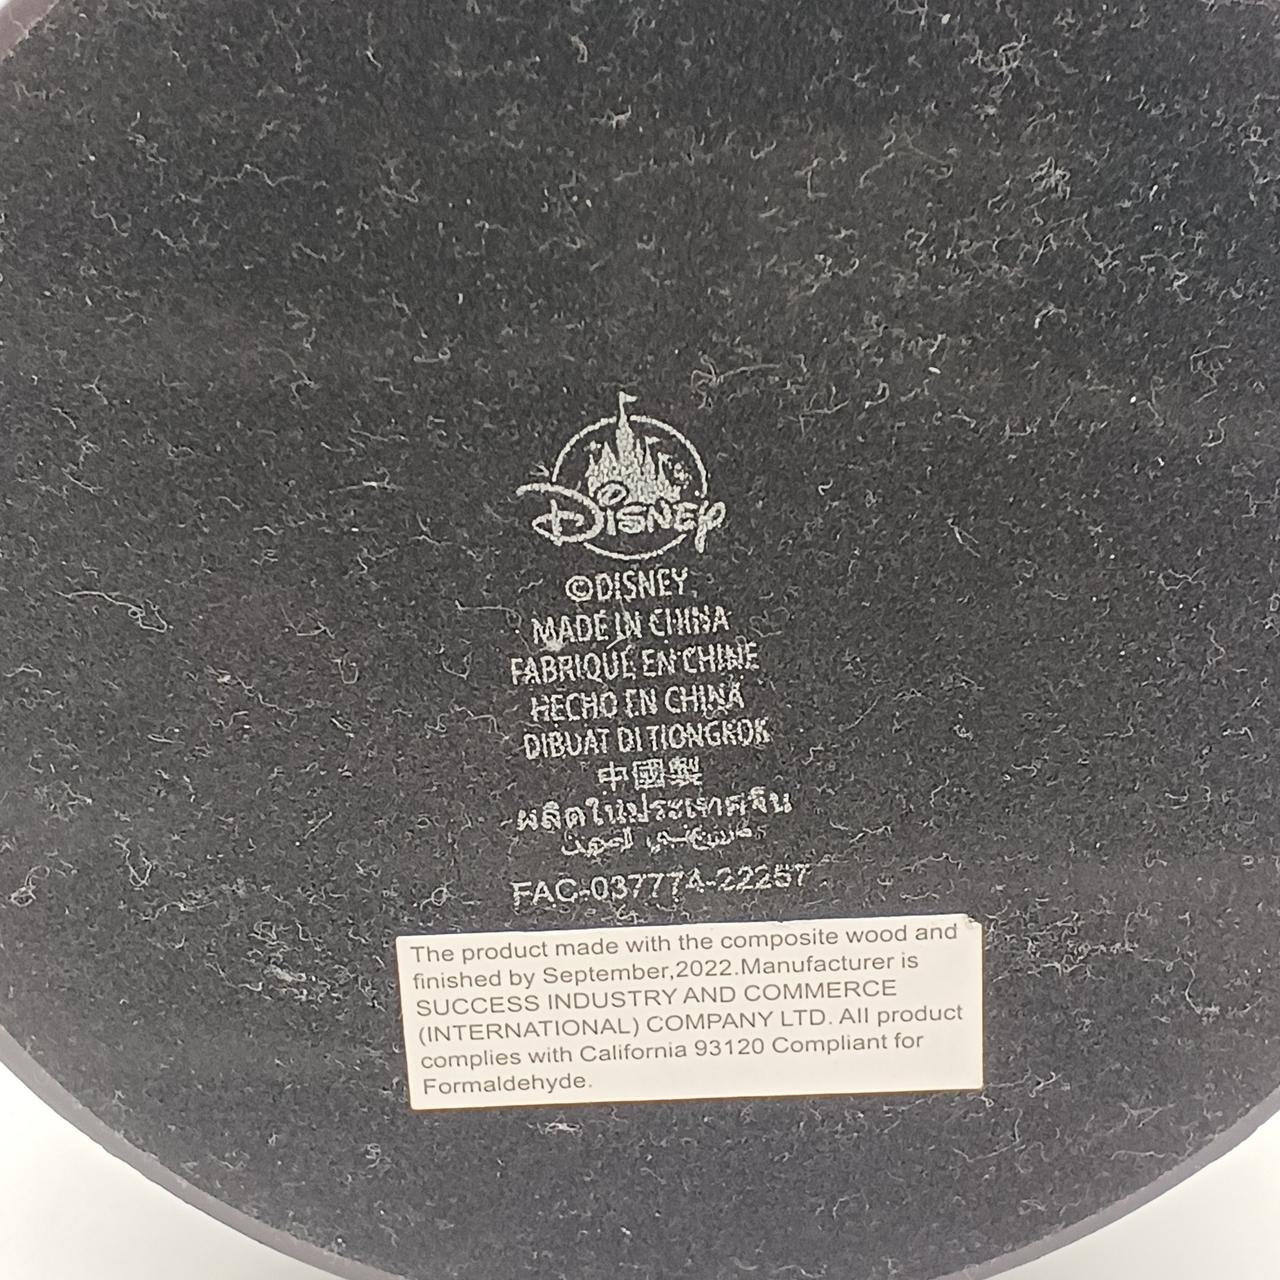 Disney
©DISNEY
MADE IN CHINA
FABRIQUÉ EN CHINE
HECHO EN CHINA
DIBUAT DI TIONGKOK
中國製
ผลิตในประเทศจีน
FAC-037774-22257
The product made with the composite wood and
finished by September,2022.Manufacturer is
SUCCESS INDUSTRY AND COMMERCE
(INTERNATIONAL) COMPANY LTD. All product
complies with California 93120 Compliant for
Formaldehyde.